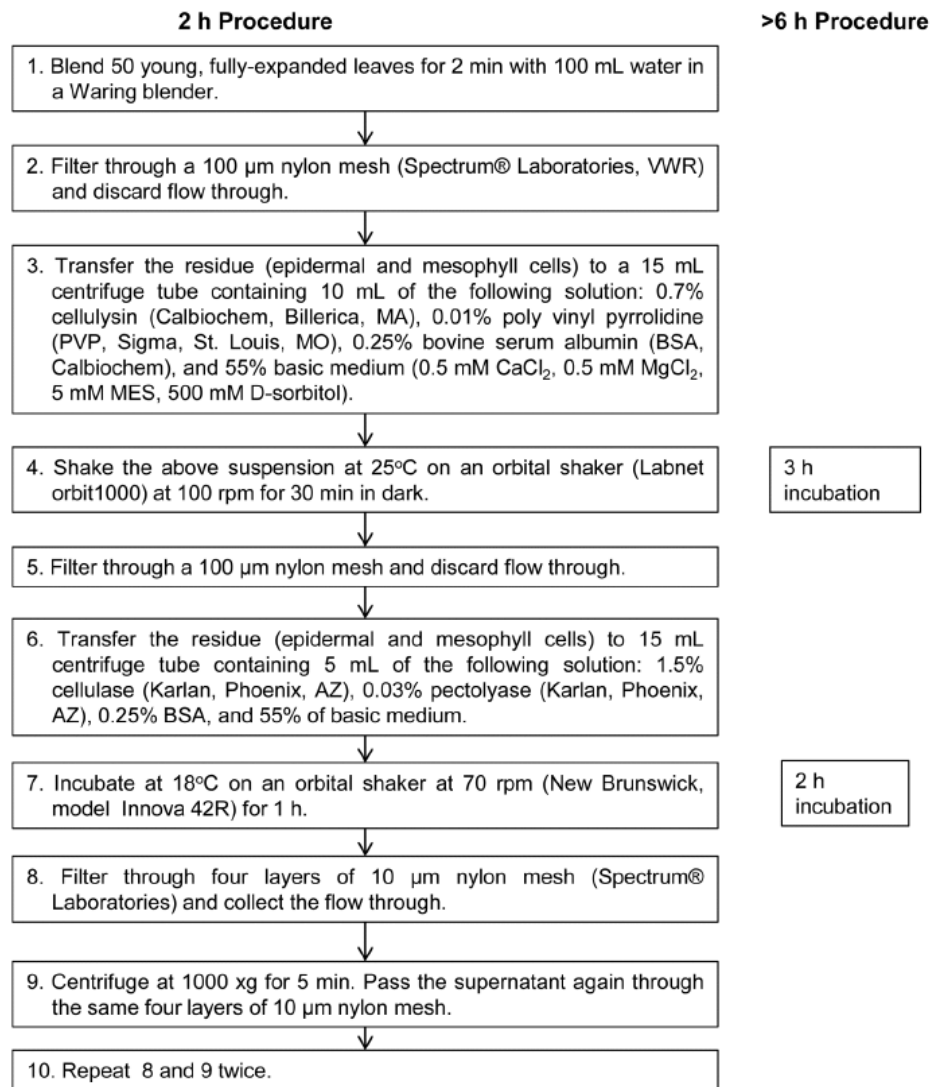 2 h Procedure
>6 h Procedure
1. Blend 50 young, fully-expanded leaves for 2 min with 100 mL water in
a Waring blender.
2. Filter through a 100 µm nylon mesh (Spectrum® Laboratories, VWR)
and discard flow through.
3. Transfer the residue (epidermal and mesophyll cells) to a 15 mL
centrifuge tube containing 10 mL of the following solution: 0.7%
cellulysin (Calbiochem, Billerica, MA), 0.01% poly vinyl pyrrolidine
(PVP, Sigma, St. Louis, MO), 0.25% bovine serum albumin (BSA,
Calbiochem), and 55% basic medium (0.5 mM CaCl₂, 0.5 mM MgCl₂,
5 mM MES, 500 mM D-sorbitol).
4. Shake the above suspension at 25°C on an orbital shaker (Labnet
orbit1000) at 100 rpm for 30 min in dark.
3 h
incubation
5. Filter through a 100 µm nylon mesh and discard flow through.
6. Transfer the residue (epidermal and mesophyll cells) to 15 mL
centrifuge tube containing 5 mL of the following solution: 1.5%
cellulase (Karlan, Phoenix, AZ), 0.03% pectolyase (Karlan, Phoenix,
AZ), 0.25% BSA, and 55% of basic medium.
7. Incubate at 18°C on an orbital shaker at 70 rpm (New Brunswick,
model Innova 42R) for 1 h.
2 h
incubation
8. Filter through four layers of 10 µm nylon mesh (Spectrum®
Laboratories) and collect the flow through.
9. Centrifuge at 1000 xg for 5 min. Pass the supernatant again through
the same four layers of 10 µm nylon mesh.
10. Repeat 8 and 9 twice.